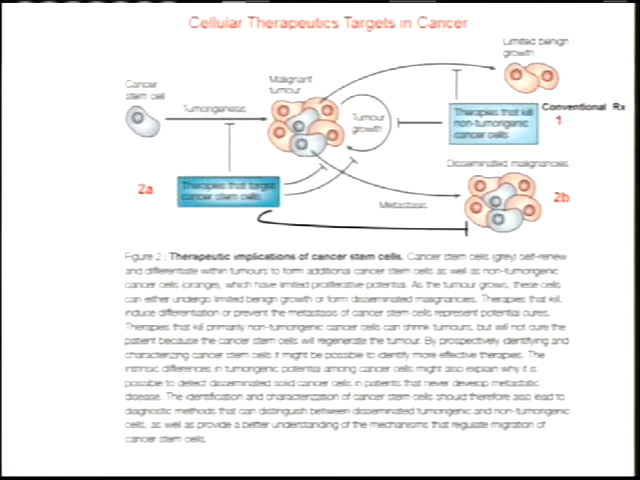 Cellular Therapeutics Targets in Cancer
Limited benign
growth
Cancer
stem cell
Malignant
tumour
Tumorigenesis
Tumour
growth
Therapies that kill
non-tumorigenic
cancer cells
Conventional Rx
1
Disseminated malignancies
2a
Therapies that target
cancer stem cells
2b
Metastasis
Figure 2 | Therapeutic implications of cancer stem cells. Cancer stem cells (grey) self-renew
and differentiate within tumours to form additional cancer stem cells as well as non-tumorigenic
cancer cells (orange), which have limited proliferative potential. As the tumour grows, these cells
can either undergo limited benign growth or form disseminated malignancies. Therapies that kill,
induce differentiation or prevent the metastasis of cancer stem cells represent potential cures.
Therapies that kill primarily non-tumorigenic cancer cells can shrink tumours, but will not cure the
patient because the cancer stem cells will regenerate the tumour. By prospectively identifying and
characterizing cancer stem cells it might be possible to identify more effective therapies. The
intrinsic differences in tumorigenic potential among cancer cells might also explain why it is
possible to detect disseminated solid cancer cells in patients that never develop metastatic
disease. The identification and characterization of cancer stem cells should therefore also lead to
diagnostic methods that can distinguish between disseminated tumorigenic and non-tumorigenic
cells, as well as provide a better understanding of the mechanisms that regulate migration of
cancer stem cells.